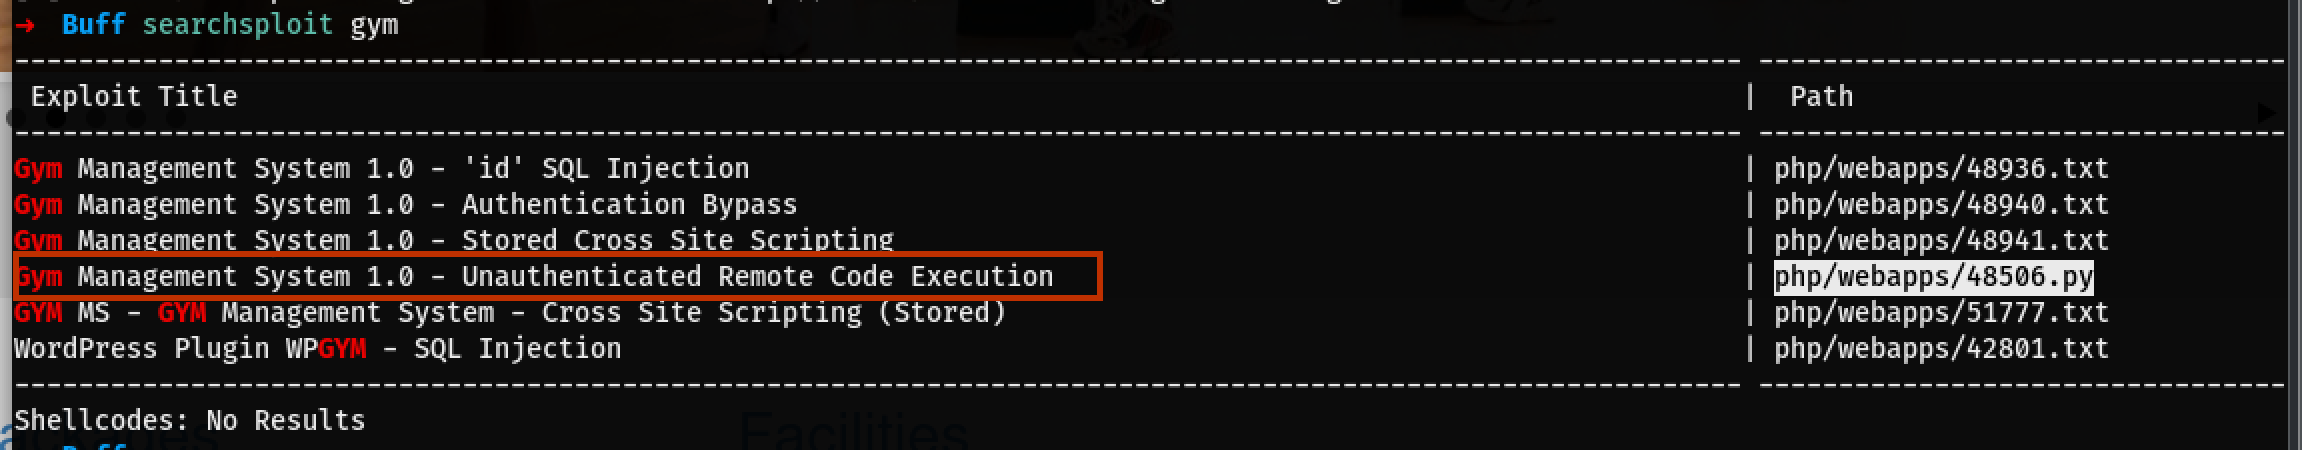 → Buff searchsploit gym
Exploit Title | Path
Gym Management System 1.0 - 'id' SQL Injection | php/webapps/48936.txt
Gym Management System 1.0 - Authentication Bypass | php/webapps/48940.txt
Gym Management System 1.0 - Stored Cross Site Scripting | php/webapps/48941.txt
Gym Management System 1.0 - Unauthenticated Remote Code Execution | php/webapps/48506.py
GYM MS - GYM Management System - Cross Site Scripting (Stored) | php/webapps/51777.txt
WordPress Plugin WPGYM - SQL Injection | php/webapps/42801.txt
Shellcodes: No Results
Facilities
Buff